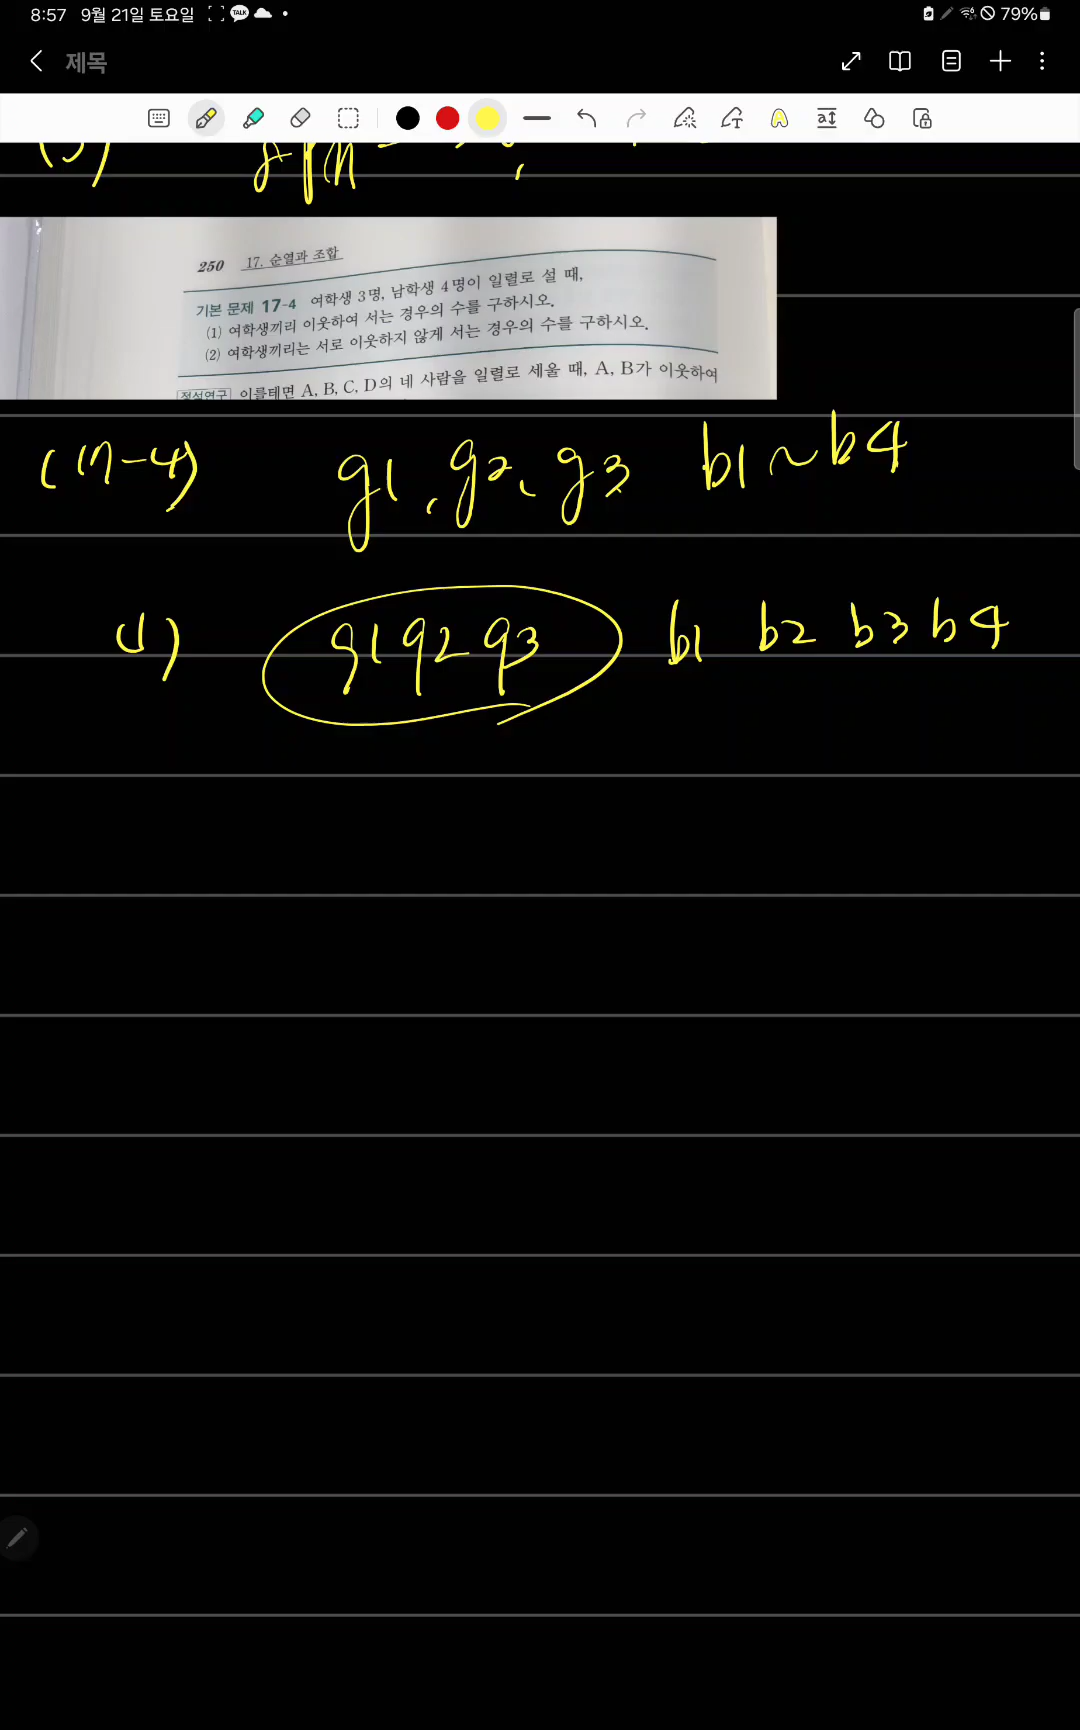 8:57 9월 21일 토요일 TALK 79%
제목
250 17. 순열과 조합
기본 문제 17-4 여학생 3명, 남학생 4명이 일렬로 설 때,
(1) 여학생끼리 이웃하여 서는 경우의 수를 구하시오.
(2) 여학생끼리는 서로 이웃하지 않게 서는 경우의 수를 구하시오.
정석연구 이를테면 A, B, C, D의 네 사람을 일렬로 세울 때, A, B가 이웃하여
(17-4) g1, g2, g3 b1 ~ b4
(1) g1 g2 g3 b1 b2 b3 b4